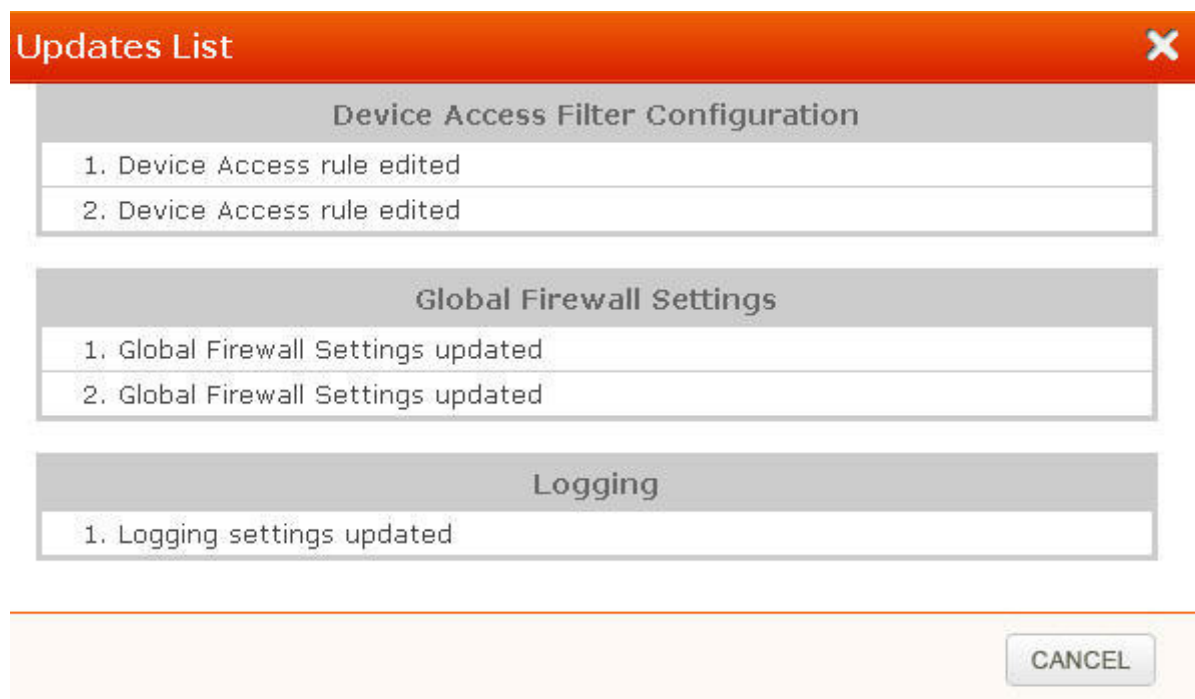 Updates List
Device Access Filter Configuration
1. Device Access rule edited
2. Device Access rule edited
Global Firewall Settings
1. Global Firewall Settings updated
2. Global Firewall Settings updated
Logging
1. Logging settings updated
CANCEL